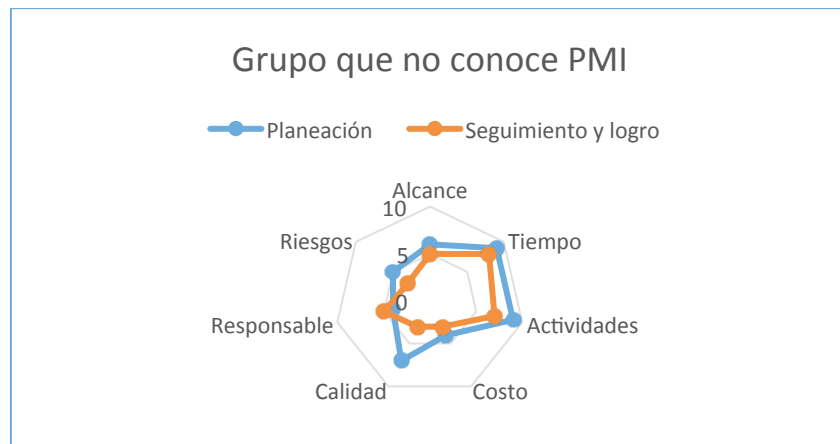 Grupo que no conoce PMI
Planeación Seguimiento y logro
Alcance
10
Riesgos Tiempo
5
0
Responsable Actividades
Calidad Costo